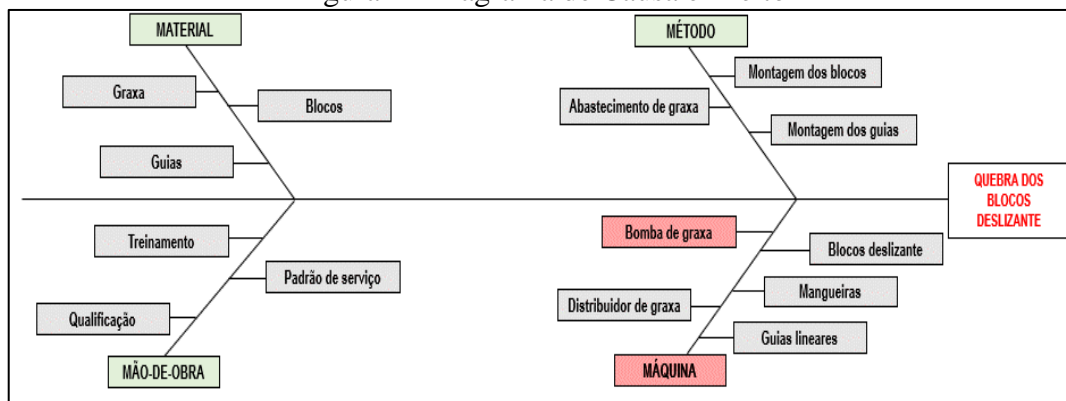 MATERIAL
MÉTODO
Montagem dos blocos
Graxa
Blocos
Abastecimento de graxa
Montagem dos guias
Guias
QUEBRA DOS
BLOCOS
DESLIZANTE
Treinamento
Bomba de graxa
Blocos deslizante
Padrão de serviço
Mangueiras
Distribuidor de graxa
Qualificação
Guias lineares
MÃO-DE-OBRA
MÁQUINA